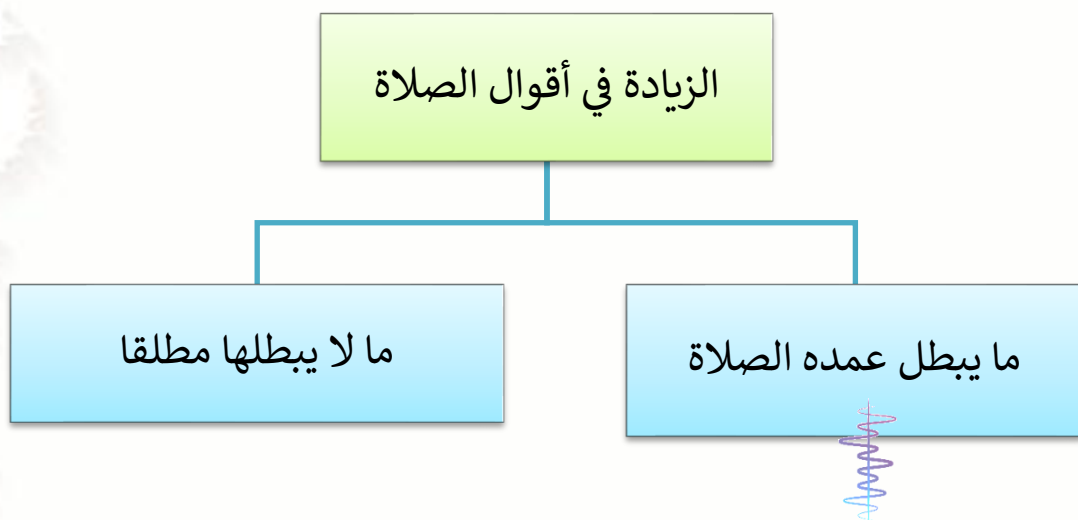 الزيادة في أقوال الصلاة
ما يبطل عمده الصلاة
ما لا يبطلها مطلقا